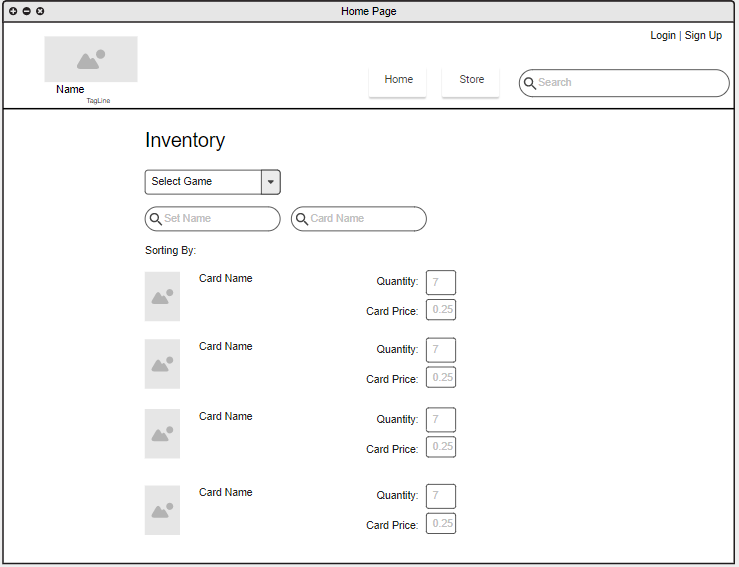 Home Page
Login | Sign Up
Name
TagLine
Home
Store
Search
Inventory
Select Game
Set Name
Card Name
Sorting By:
Card Name
Quantity: 7
Card Price: 0.25
Card Name
Quantity: 7
Card Price: 0.25
Card Name
Quantity: 7
Card Price: 0.25
Card Name
Quantity: 7
Card Price: 0.25